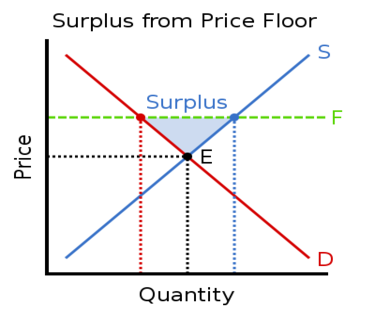 Surplus from Price Floor
S
Surplus
F
Price
E
D
Quantity